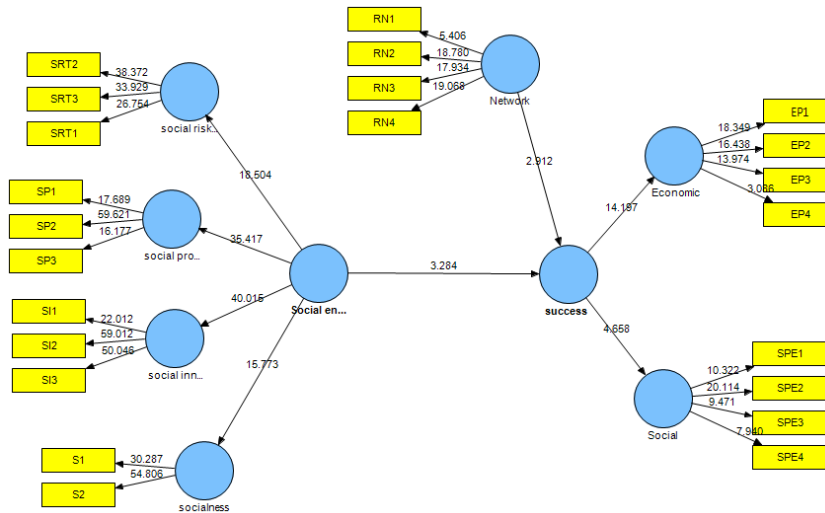 SRT2
SRT3
SRT1
38.372
33.929
26.764
social risk...
SP1
SP2
SP3
17.689
59.621
16.177
social pro...
SI1
SI2
SI3
22.012
59.012
50.046
social inn...
S1
S2
30.287
54.806
socialness
18.504
35.417
40.015
15.773
Social en...
3.284
RN1
RN2
RN3
RN4
5.406
18.780
17.934
19.068
Network
2.912
success
14.197
4.658
Economic
18.349
16.438
13.974
3.086
EP1
EP2
EP3
EP4
Social
10.322
20.114
9.471
7.940
SPE1
SPE2
SPE3
SPE4